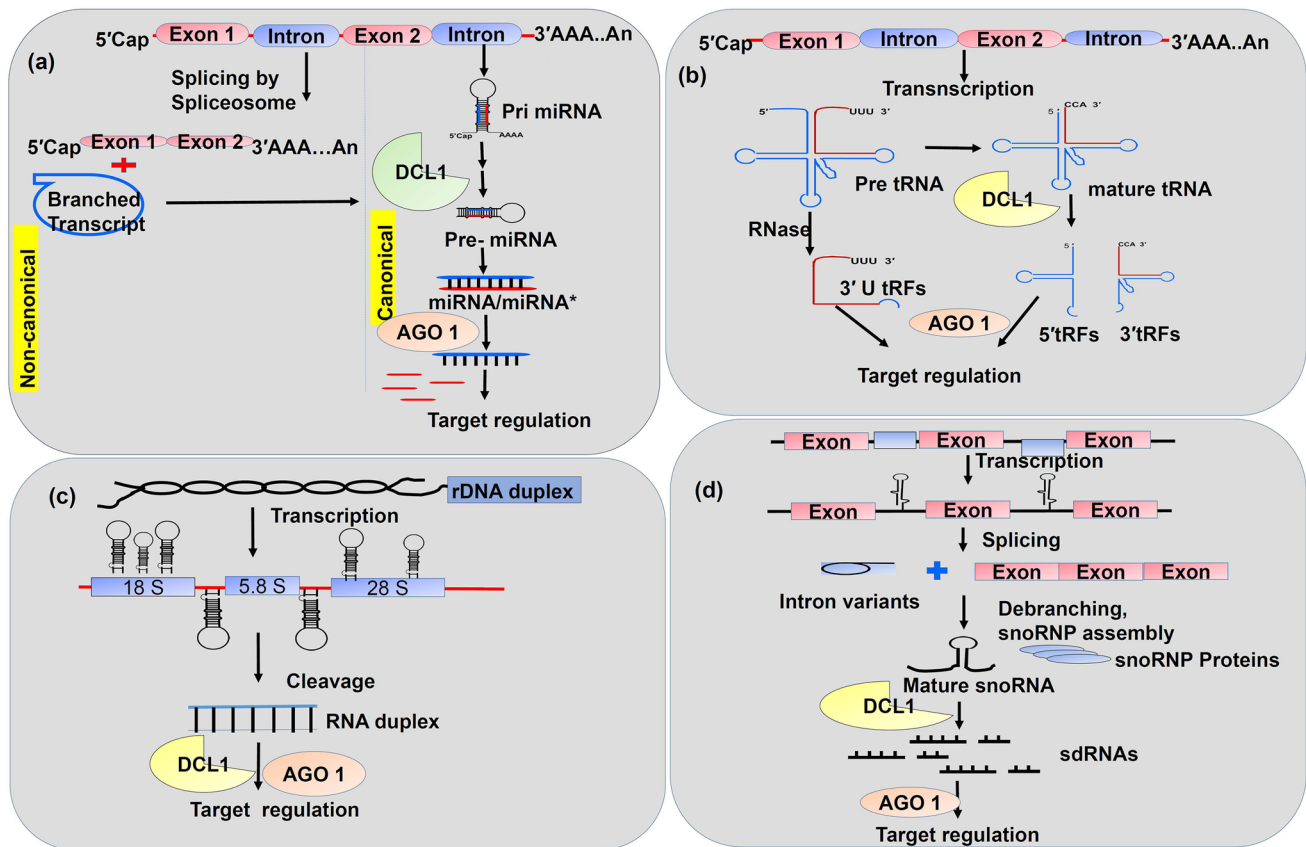 (a)
5′Cap Exon 1 Intron Exon 2 Intron 3′AAA..An
Splicing by
Spliceosome
5′Cap Exon 1 Exon 2 3′AAA...An
Branched
Transcript
Non-canonical
Pri miRNA
5'Cap AAAA
DCL1
Pre- miRNA
Canonical
miRNA/miRNA*
AGO 1
Target regulation
(b)
5′Cap Exon 1 Intron Exon 2 Intron 3′AAA..An
Transnscription
5' UUU 3'
Pre tRNA
5' CCA 3'
mature tRNA
DCL1
RNase
UUU 3'
3′ U tRFs
5' CCA 3'
5′tRFs 3′tRFs
AGO 1
Target regulation
(c)
rDNA duplex
Transcription
18 S 5.8 S 28 S
Cleavage
RNA duplex
DCL1
AGO 1
Target regulation
(d)
Exon Exon Exon
Transcription
Exon Exon Exon
Splicing
Intron variants
Exon Exon Exon
Debranching,
snoRNP assembly
snoRNP Proteins
Mature snoRNA
DCL1
sdRNAs
AGO 1
Target regulation